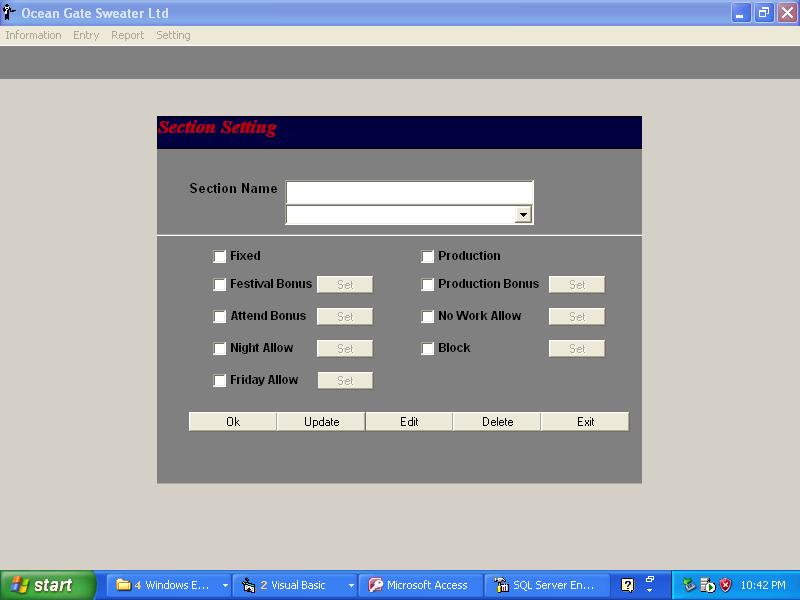 Ocean Gate Sweater Ltd
Information Entry Report Setting
Section Setting
Section Name
Fixed Production
Festival Bonus Set Production Bonus Set
Attend Bonus Set No Work Allow Set
Night Allow Set Block Set
Friday Allow Set
Ok Update Edit Delete Exit
start 4 Windows E... 2 Visual Basic Microsoft Access SQL Server En... ? 10:42 PM